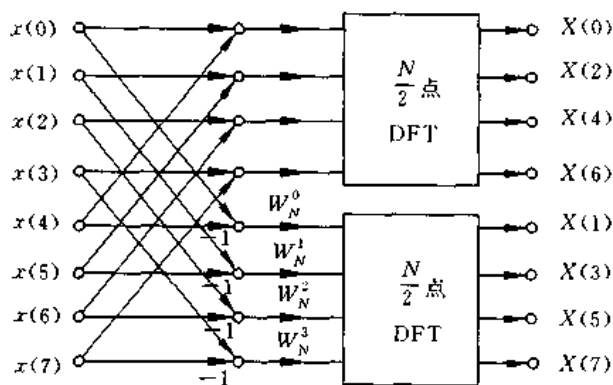 x(0)
x(1)
x(2)
x(3)
x(4)
x(5)
x(6)
x(7)
-1
-1
-1
-1
W_N^0
W_N^1
W_N^2
W_N^3
N/2 点
DFT
N/2 点
DFT
X(0)
X(2)
X(4)
X(6)
X(1)
X(3)
X(5)
X(7)